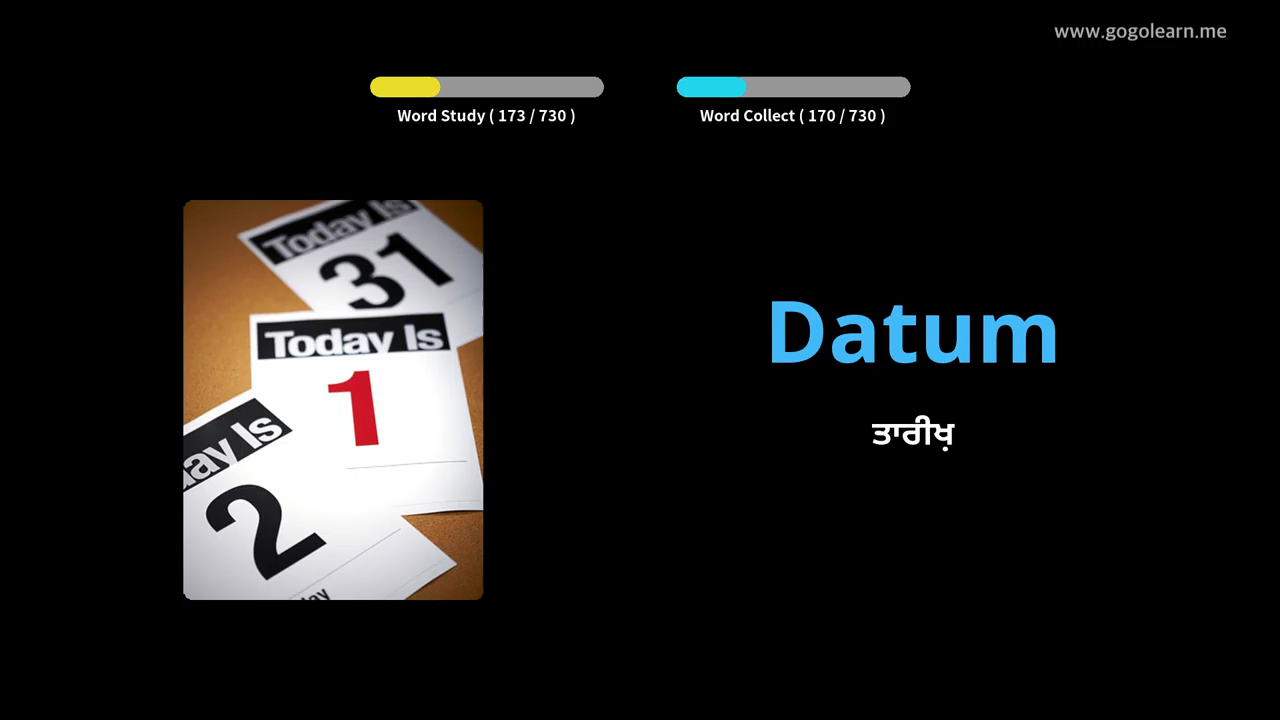 www.gogolearn.me
Word Study ( 173 / 730 )
Word Collect ( 170 / 730 )
Today Is
31
Today Is
1
ay Is
2
Datum
ਤਾਰੀਖ਼